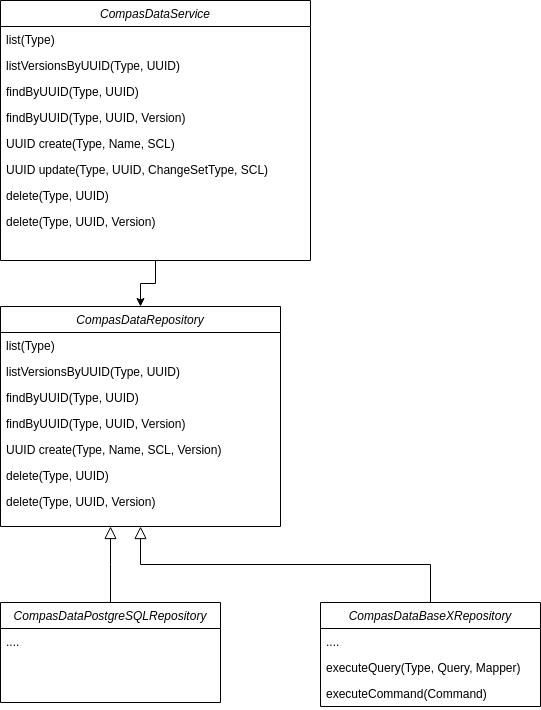 CompasDataService
list(Type)
listVersionsByUUID(Type, UUID)
findByUUID(Type, UUID)
findByUUID(Type, UUID, Version)
UUID create(Type, Name, SCL)
UUID update(Type, UUID, ChangeSetType, SCL)
delete(Type, UUID)
delete(Type, UUID, Version)
CompasDataRepository
list(Type)
listVersionsByUUID(Type, UUID)
findByUUID(Type, UUID)
findByUUID(Type, UUID, Version)
UUID create(Type, Name, SCL, Version)
delete(Type, UUID)
delete(Type, UUID, Version)
CompasDataPostgreSQLRepository
....
CompasDataBaseXRepository
....
executeQuery(Type, Query, Mapper)
executeCommand(Command)